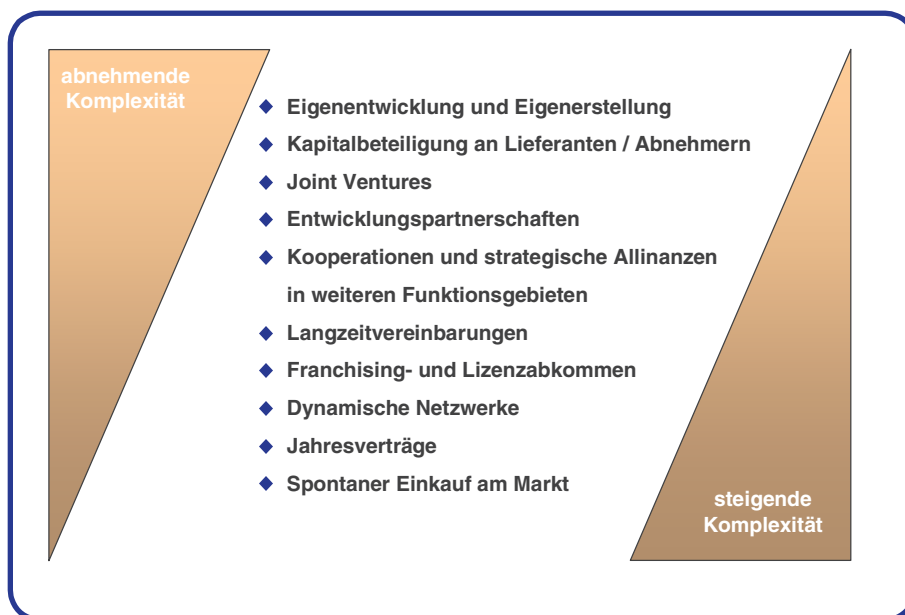 abnehmende
Komplexität
◆ Eigenentwicklung und Eigenerstellung
◆ Kapitalbeteiligung an Lieferanten / Abnehmern
◆ Joint Ventures
◆ Entwicklungspartnerschaften
◆ Kooperationen und strategische Allinanzen
in weiteren Funktionsgebieten
◆ Langzeitvereinbarungen
◆ Franchising- und Lizenzabkommen
◆ Dynamische Netzwerke
◆ Jahresverträge
◆ Spontaner Einkauf am Markt
steigende
Komplexität